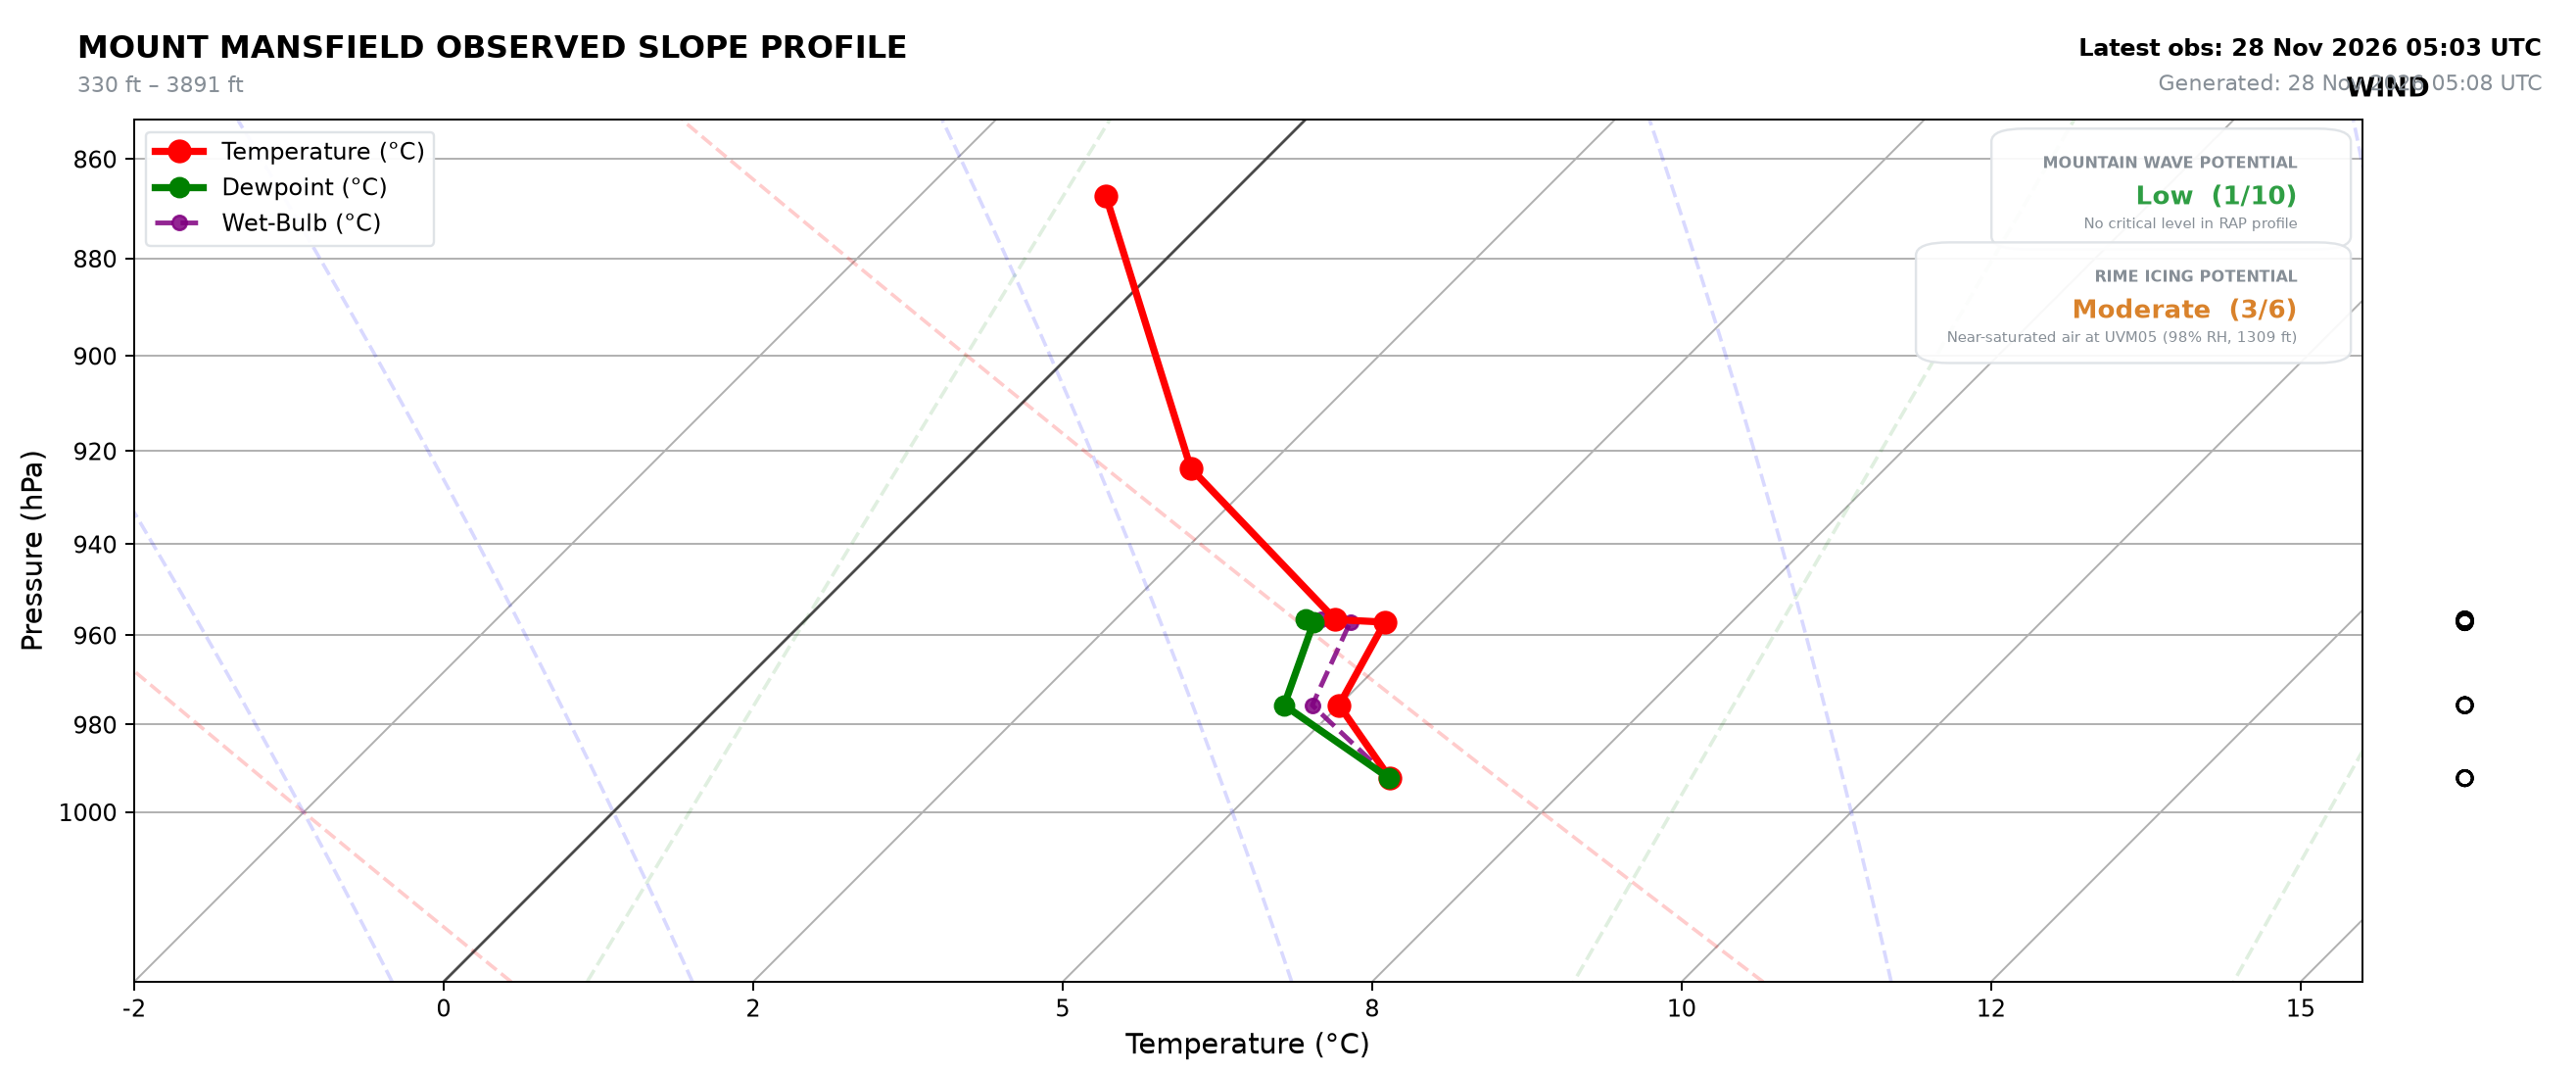 MOUNT MANSFIELD OBSERVED SLOPE PROFILE
330 ft – 3891 ft
Latest obs: 28 Nov 2026 05:03 UTC
Generated: 28 Nov 2026 05:08 UTC
WIND
Temperature (°C)
Dewpoint (°C)
Wet-Bulb (°C)
MOUNTAIN WAVE POTENTIAL
Low (1/10)
No critical level in RAP profile
RIME ICING POTENTIAL
Moderate (3/6)
Near-saturated air at UVM05 (98% RH, 1309 ft)
Pressure (hPa)
860
880
900
920
940
960
980
1000
-2 0 2 5 8 10 12 15
Temperature (°C)